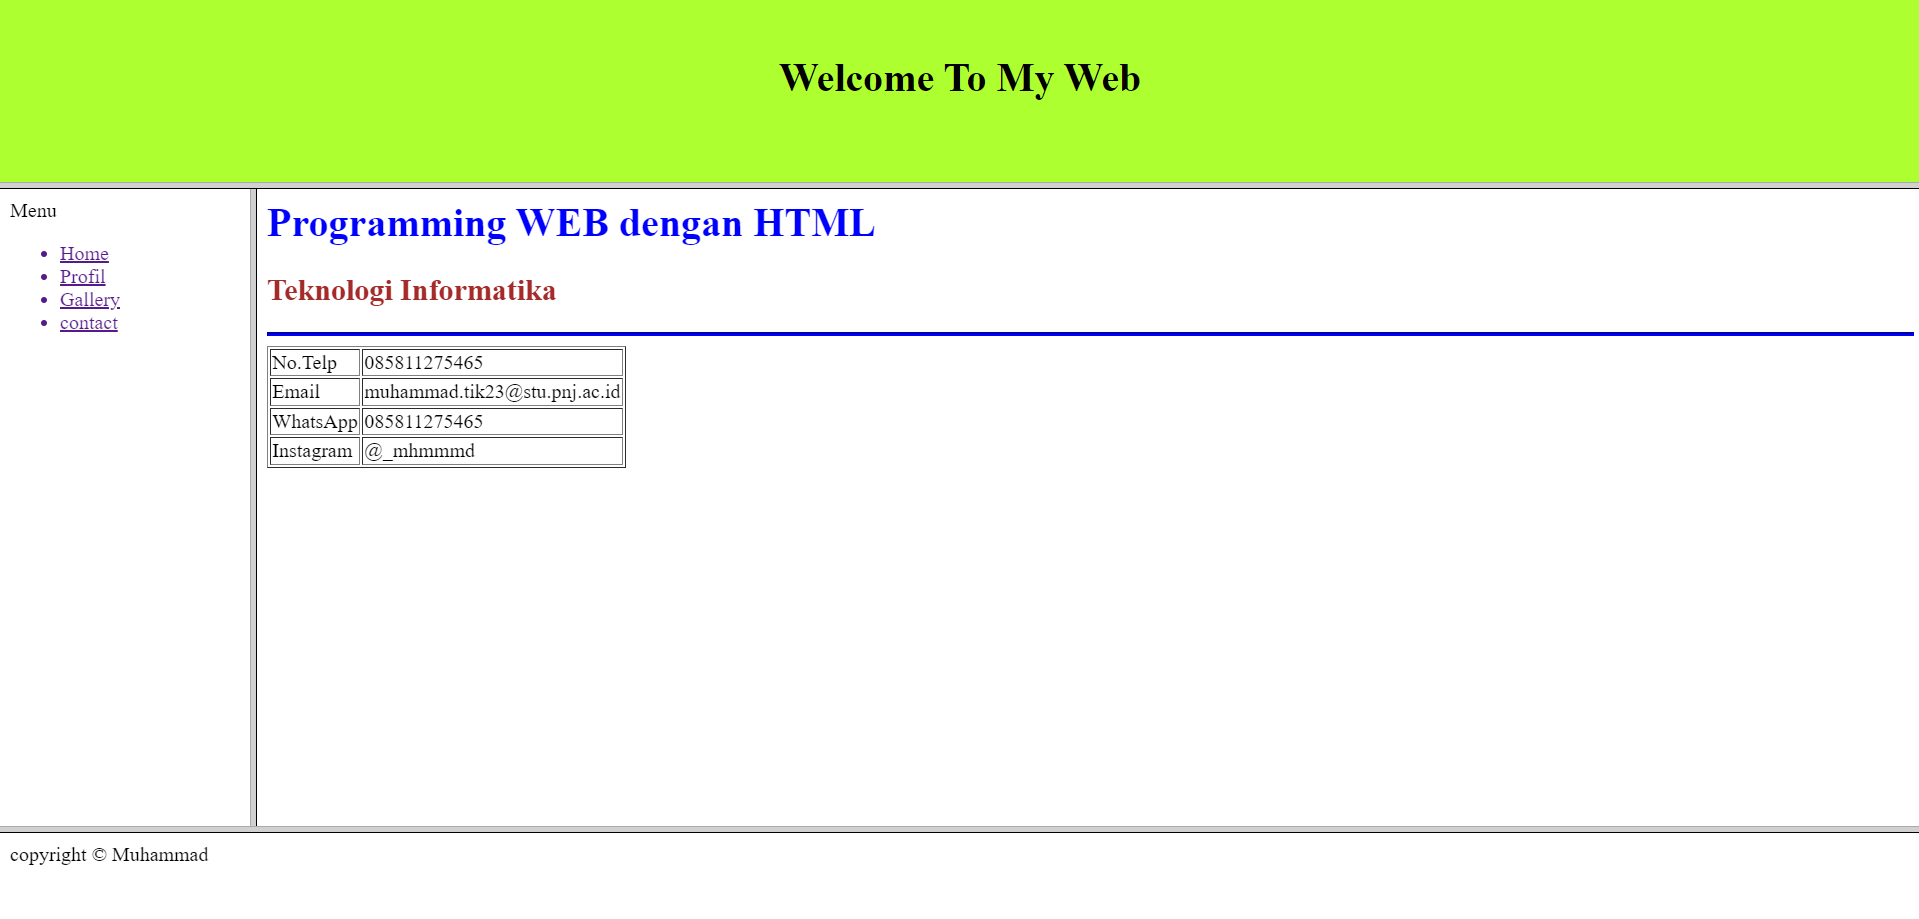 Welcome To My Web
Menu
Home
Profil
Gallery
contact
Programming WEB dengan HTML
Teknologi Informatika
No.Telp 085811275465
Email muhammad.tik23@stu.pnj.ac.id
WhatsApp 085811275465
Instagram @_mhmmmd
copyright © Muhammad